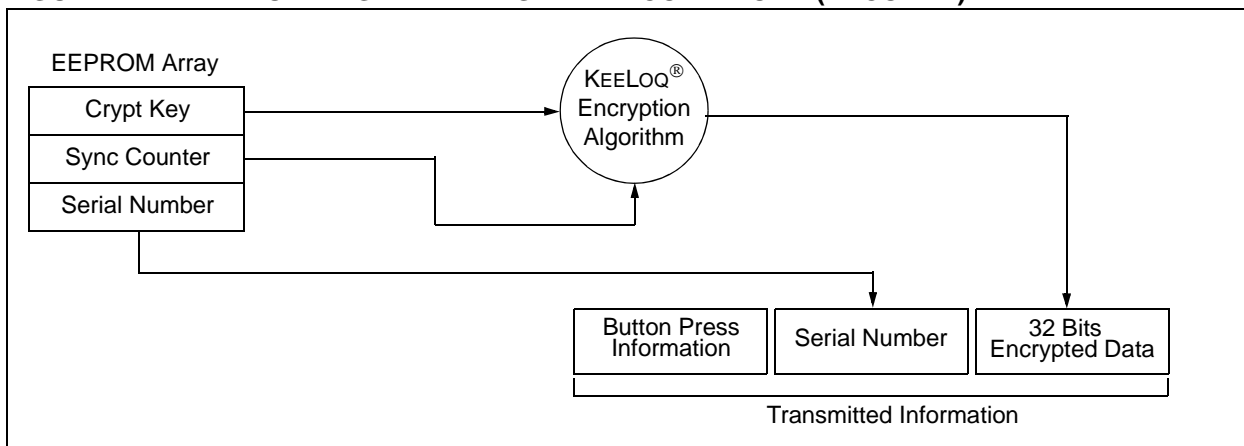 EEPROM Array
Crypt Key
Sync Counter
Serial Number
KEELOQ®
Encryption
Algorithm
Button Press
Information
Serial Number
32 Bits
Encrypted Data
Transmitted Information